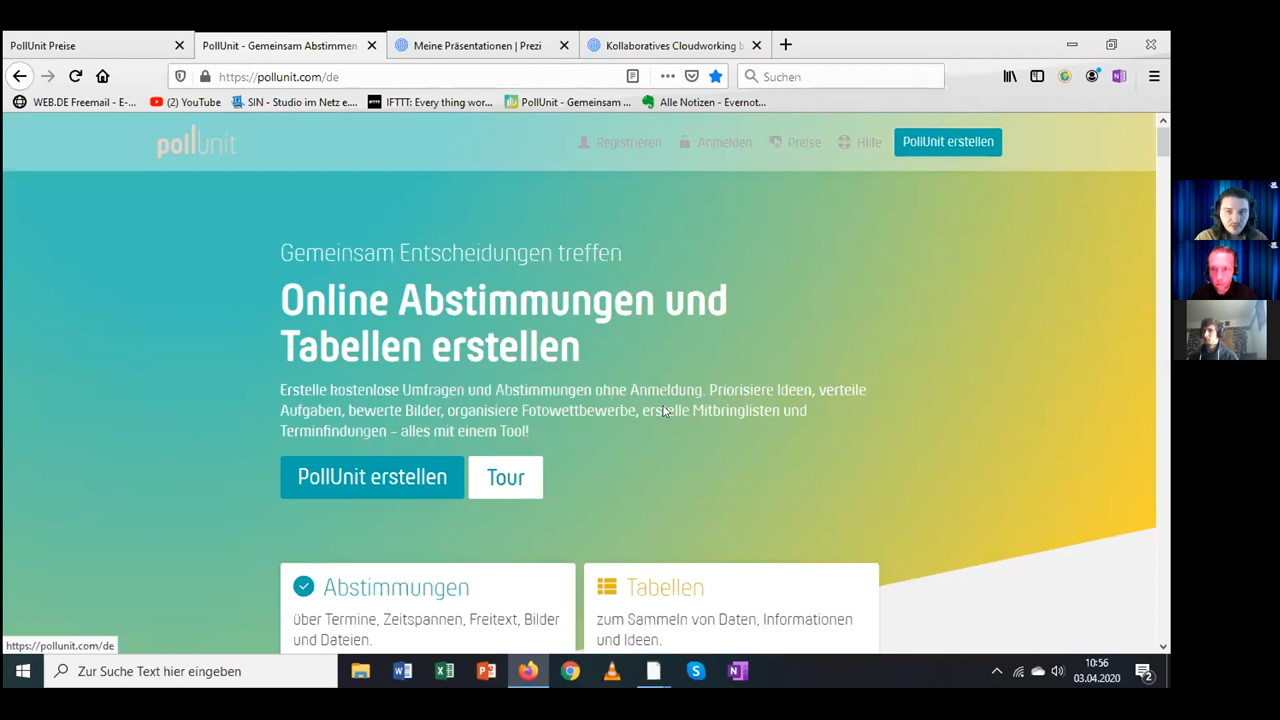 PollUnit Preise
PollUnit - Gemeinsam Abstimmen
Meine Präsentationen | Prezi
Kollaboratives Cloudworking b
https://pollunit.com/de
Suchen
WEB.DE Freemail - E-...
(2) YouTube
SIN - Studio im Netz e....
IFTTT: Every thing wor...
PollUnit - Gemeinsam ...
Alle Notizen - Evernot...
pollunit
Registrieren
Anmelden
Preise
Hilfe
PollUnit erstellen
Gemeinsam Entscheidungen treffen
Online Abstimmungen und
Tabellen erstellen
Erstelle kostenlose Umfragen und Abstimmungen ohne Anmeldung. Priorisiere Ideen, verteile
Aufgaben, bewerte Bilder, organisiere Fotowettbewerbe, erstelle Mitbringlisten und
Terminfindungen – alles mit einem Tool!
PollUnit erstellen
Tour
Abstimmungen
über Termine, Zeitspannen, Freitext, Bilder
und Dateien.
Tabellen
zum Sammeln von Daten, Informationen
und Ideen.
https://pollunit.com/de
Zur Suche Text hier eingeben
10:56
03.04.2020
2